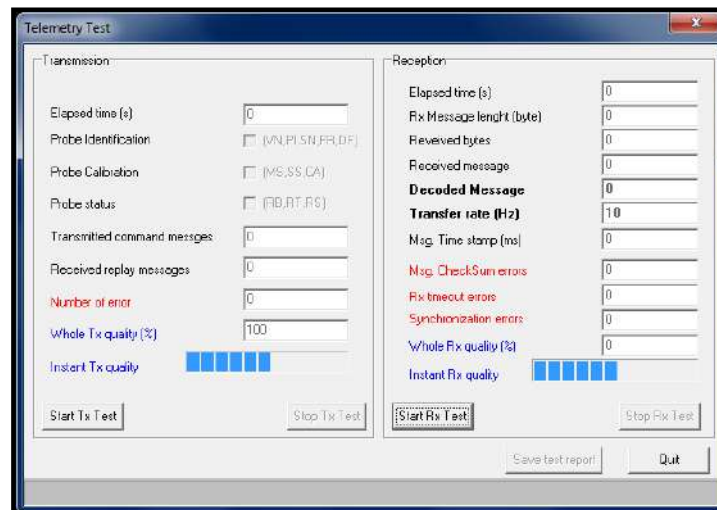 Telemetry Test
x
Transmission
Elapsed time (s) 0
Probe Identification (VN,PI,SN,FR,DF)
Probe Calibration (MS,SS,CA)
Probe status (RB,RT,RS)
Transmitted command messges 0
Received replay messages 0
Number of error 0
Whole Tx quality (%) 100
Instant Tx quality
Start Tx Test Stop Tx Test
Reception
Elapsed time (s) 0
Rx Message lenght (byte) 0
Reveived bytes 0
Received message 0
Decoded Message 0
Transfer rate (Hz) 10
Msg. Time stamp (ms) 0
Msg. CheckSum errors 0
Rx timeout errors 0
Synchronization errors 0
Whole Rx quality (%) 0
Instant Rx quality
Start Rx Test Stop Rx Test
Save test report Quit